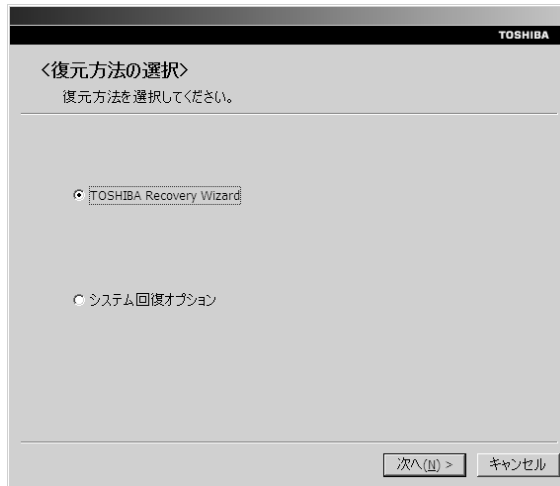 TOSHIBA
<復元方法の選択>
復元方法を選択してください。
TOSHIBA Recovery Wizard
システム回復オプション
次へ(N) > キャンセル